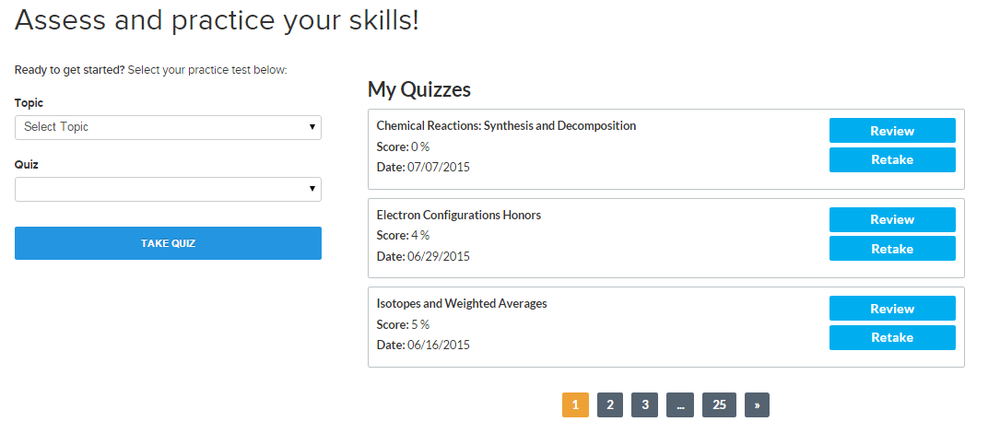 Assess and practice your skills!
Ready to get started? Select your practice test below:
Topic
Select Topic
Quiz
TAKE QUIZ
My Quizzes
Chemical Reactions: Synthesis and Decomposition
Score: 0 %
Date: 07/07/2015
Review
Retake
Electron Configurations Honors
Score: 4 %
Date: 06/29/2015
Review
Retake
Isotopes and Weighted Averages
Score: 5 %
Date: 06/16/2015
Review
Retake
1 2 3 ... 25 »